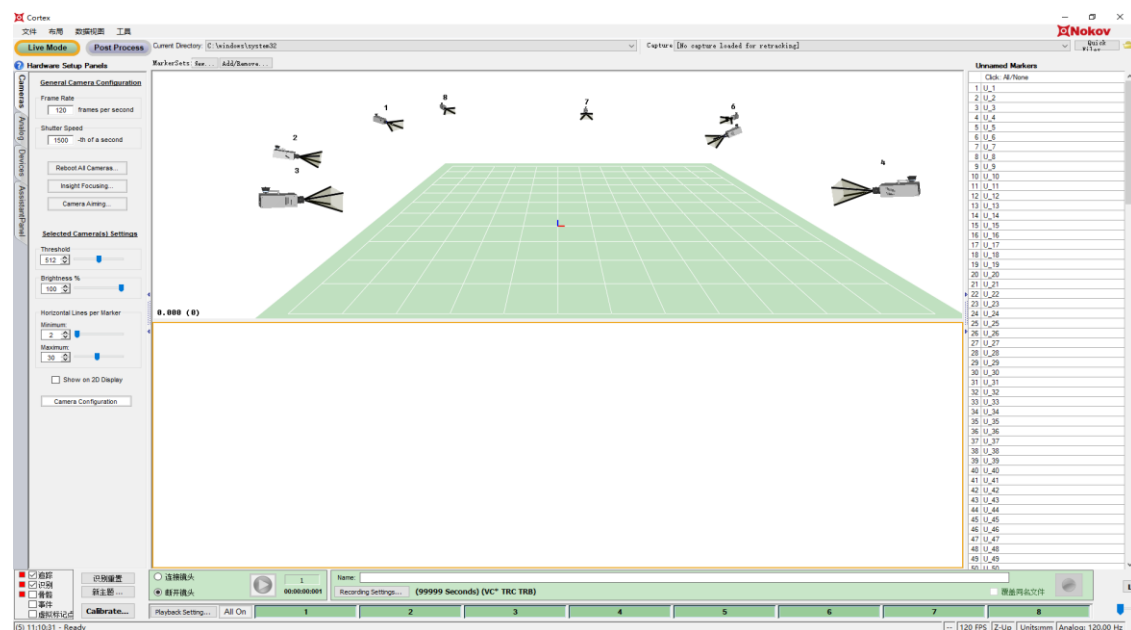 Cortex
文件 布局 数据视图 工具
Nokov
Live Mode Post Process Current Directory: C:\windows\system32 Capture [No capture loaded for retracking] Quick Files
Hardware Setup Panels MarkerSets: Gen... Add/Remove... Unnamed Markers
Cameras
Analog
Devices
AssistantPanel
General Camera Configuration
Frame Rate
120 frames per second
Shutter Speed
1500 -th of a second
Reboot All Cameras...
Insight Focusing...
Camera Aiming...
Selected Camera(s) Settings
Threshold
512
Brightness %
100
Horizontal Lines per Marker
Minimum:
2
Maximum:
30
Show on 2D Display
Camera Configuration
1
8
7
6
2
3
4
0.000 (0)
Click: All/None
1 U_1
2 U_2
3 U_3
4 U_4
5 U_5
6 U_6
7 U_7
8 U_8
9 U_9
10 U_10
11 U_11
12 U_12
13 U_13
14 U_14
15 U_15
16 U_16
17 U_17
18 U_18
19 U_19
20 U_20
21 U_21
22 U_22
23 U_23
24 U_24
25 U_25
26 U_26
27 U_27
28 U_28
29 U_29
30 U_30
31 U_31
32 U_32
33 U_33
34 U_34
35 U_35
36 U_36
37 U_37
38 U_38
39 U_39
40 U_40
41 U_41
42 U_42
43 U_43
44 U_44
45 U_45
46 U_46
47 U_47
48 U_48
49 U_49
50 U_50
追踪
识别
骨骼
事件
虚拟标记点
识别重置
新主题...
Calibrate...
连接镜头
断开镜头
1
00:00:00:001
Name:
Recording Settings... (99999 Seconds) (VC* TRC TRB)
覆盖同名文件
Playback Setting... All On 1 2 3 4 5 6 7 8
(5) 11:10:31 - Ready
-- 120 FPS Z-Up Units:mm Analog: 120.00 Hz